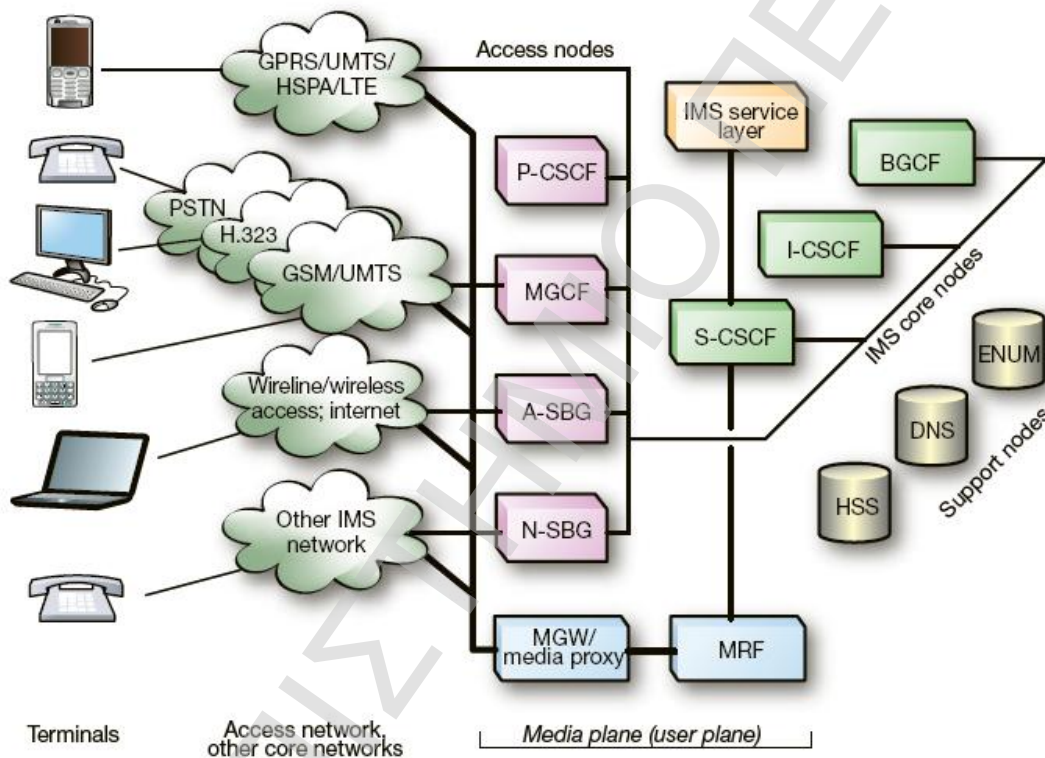 GPRS/UMTS/
HSPA/LTE
Access nodes
IMS service
layer
P-CSCF
BGCF
PSTN
H.323
GSM/UMTS
MGCF
I-CSCF
S-CSCF
IMS core nodes
ENUM
Wireline/wireless
access; internet
A-SBG
DNS
Support nodes
HSS
Other IMS
network
N-SBG
MGW/
media proxy
MRF
Terminals
Access network,
other core networks
Media plane (user plane)
ΙΣΤΗΜΟ ΠΕ